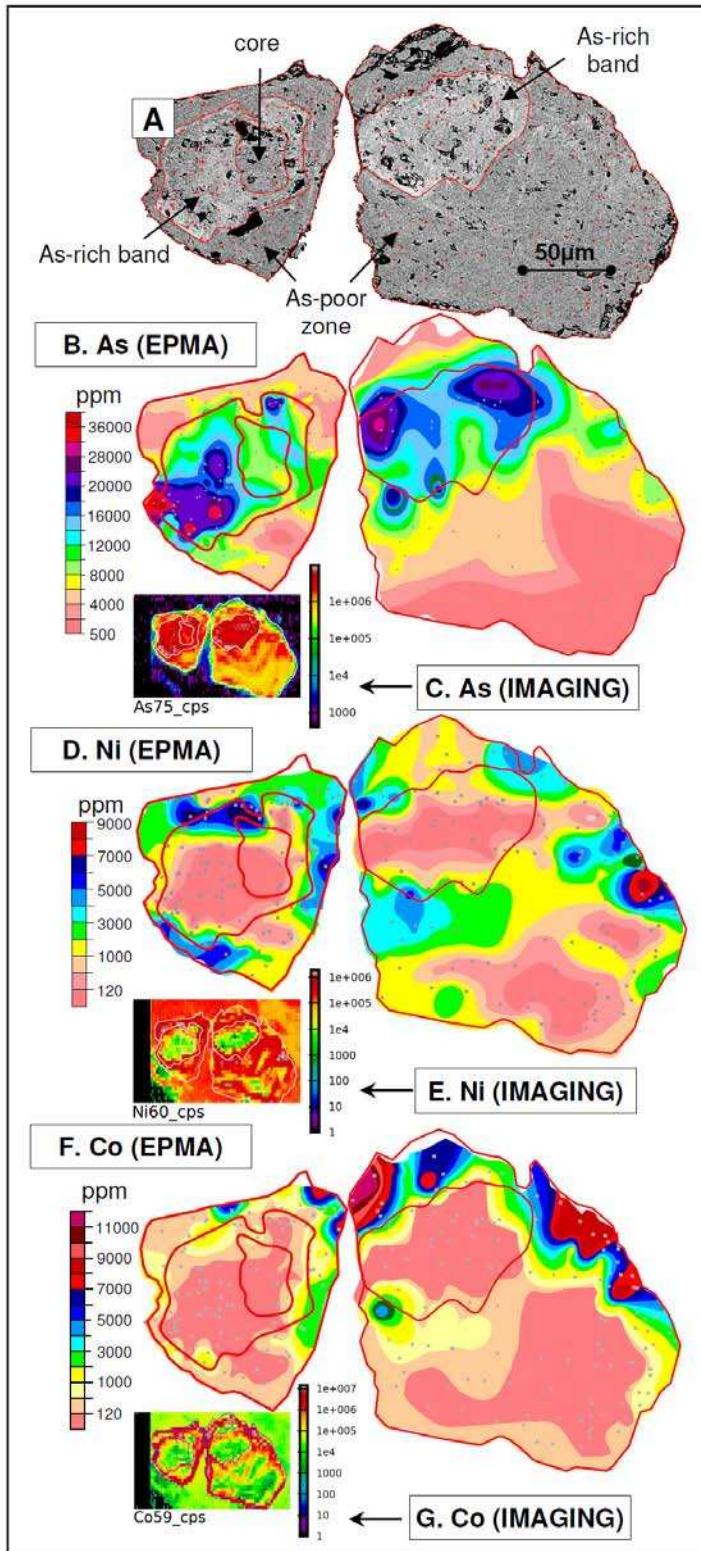 core
As-rich
band
A
As-rich band
50µm
As-poor
zone
B. As (EPMA)
ppm
36000
28000
20000
16000
12000
8000
4000
500
1e+006
1e+005
1e4
1000
As75_cps
C. As (IMAGING)
D. Ni (EPMA)
ppm
9000
7000
5000
3000
1000
120
1e+006
1e+005
1e4
1000
100
10
1
Ni60_cps
E. Ni (IMAGING)
F. Co (EPMA)
ppm
11000
9000
7000
5000
3000
1000
120
1e+007
1e+006
1e+005
1e4
1000
100
10
1
Co59_cps
G. Co (IMAGING)